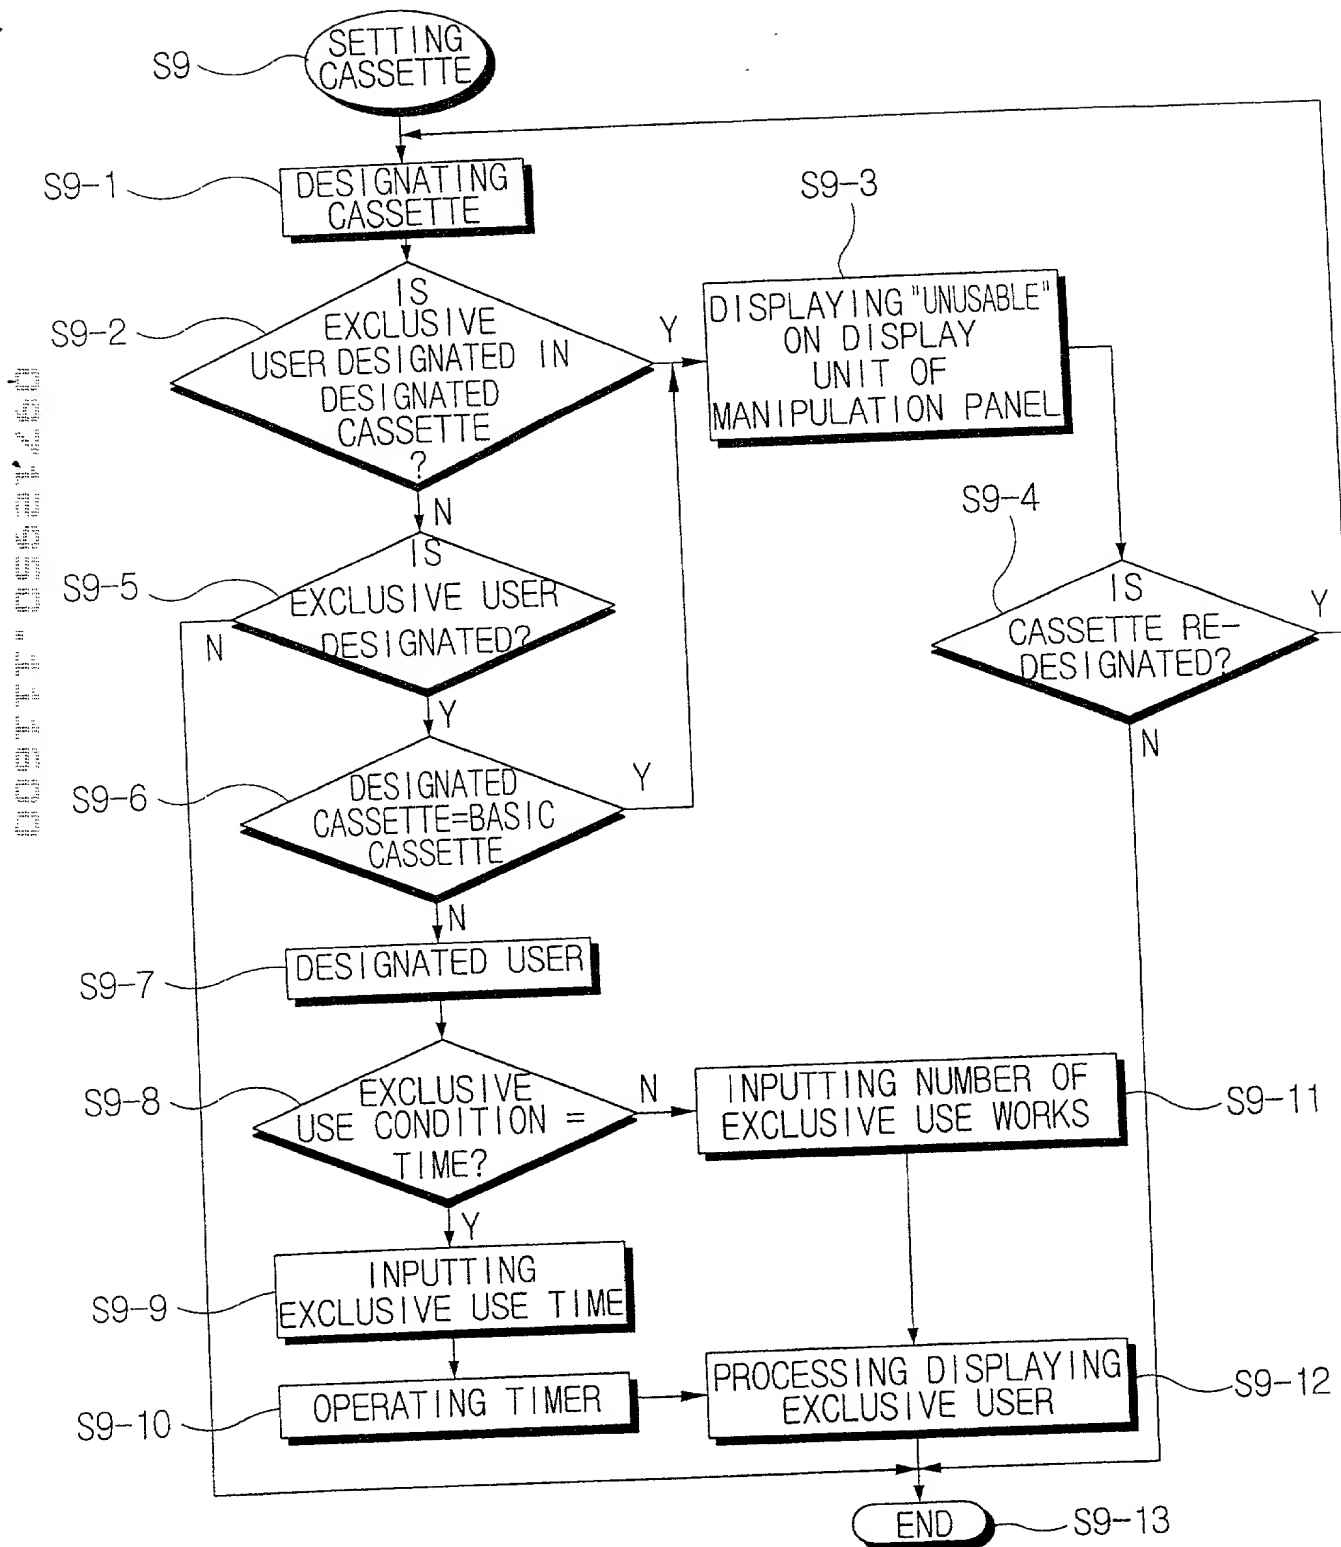 S9
SETTING
CASSETTE
S9-1
DESIGNATING
CASSETTE
S9-2
IS
EXCLUSIVE
USER DESIGNATED IN
DESIGNATED
CASSETTE
?
Y
N
S9-3
DISPLAYING "UNUSABLE"
ON DISPLAY
UNIT OF
MANIPULATION PANEL
S9-4
IS
CASSETTE RE-
DESIGNATED?
Y
N
S9-5
IS
EXCLUSIVE USER
DESIGNATED?
N
Y
S9-6
DESIGNATED
CASSETTE=BASIC
CASSETTE
Y
N
S9-7
DESIGNATED USER
S9-8
EXCLUSIVE
USE CONDITION =
TIME?
N
Y
INPUTTING NUMBER OF
EXCLUSIVE USE WORKS
S9-11
S9-9
INPUTTING
EXCLUSIVE USE TIME
S9-10
OPERATING TIMER
PROCESSING DISPLAYING
EXCLUSIVE USER
S9-12
END
S9-13